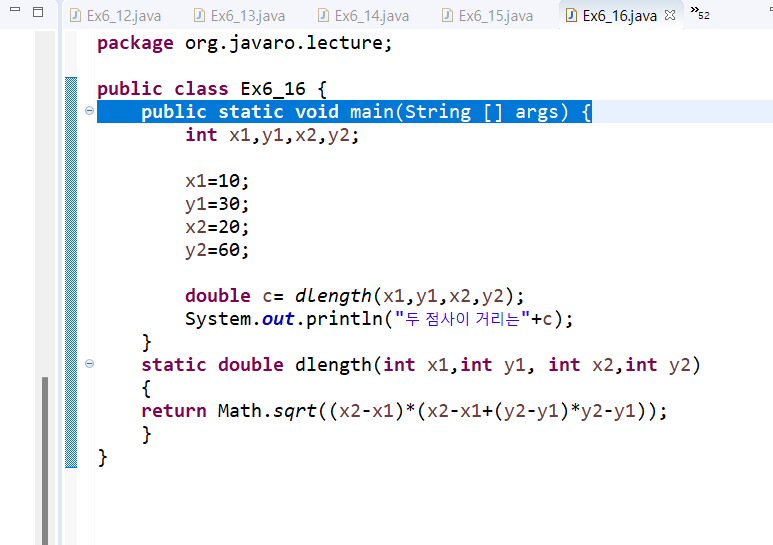 Ex6_12.java Ex6_13.java Ex6_14.java Ex6_15.java Ex6_16.java »52
package org.javaro.lecture;
public class Ex6_16 {
public static void main(String [] args) {
int x1,y1,x2,y2;
x1=10;
y1=30;
x2=20;
y2=60;
double c= dlength(x1,y1,x2,y2);
System.out.println("두 점사이 거리는"+c);
}
static double dlength(int x1,int y1, int x2,int y2)
{
return Math.sqrt((x2-x1)*(x2-x1+(y2-y1)*y2-y1));
}
}